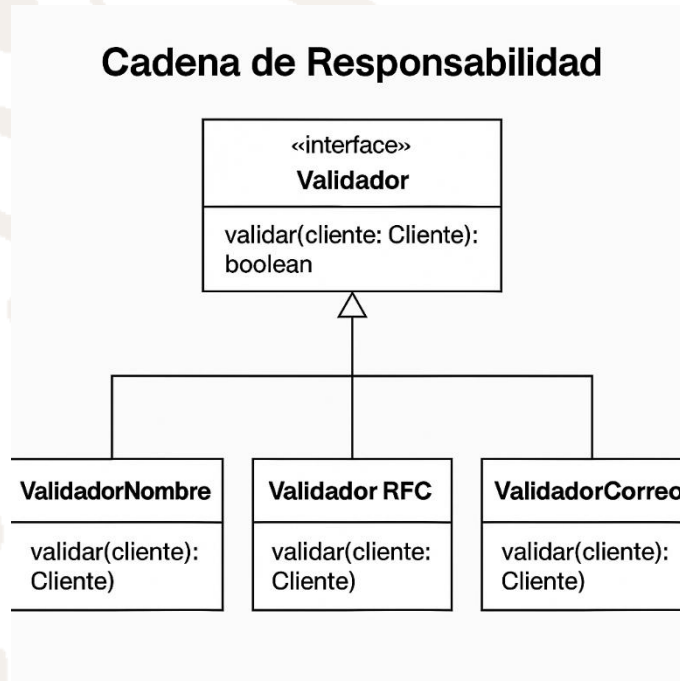 Cadena de Responsabilidad
«interface»
Validador
validar(cliente: Cliente):
boolean
ValidadorNombre
validar(cliente):
Cliente)
Validador RFC
validar(cliente:
Cliente)
ValidadorCorreo
validar(cliente):
Cliente)